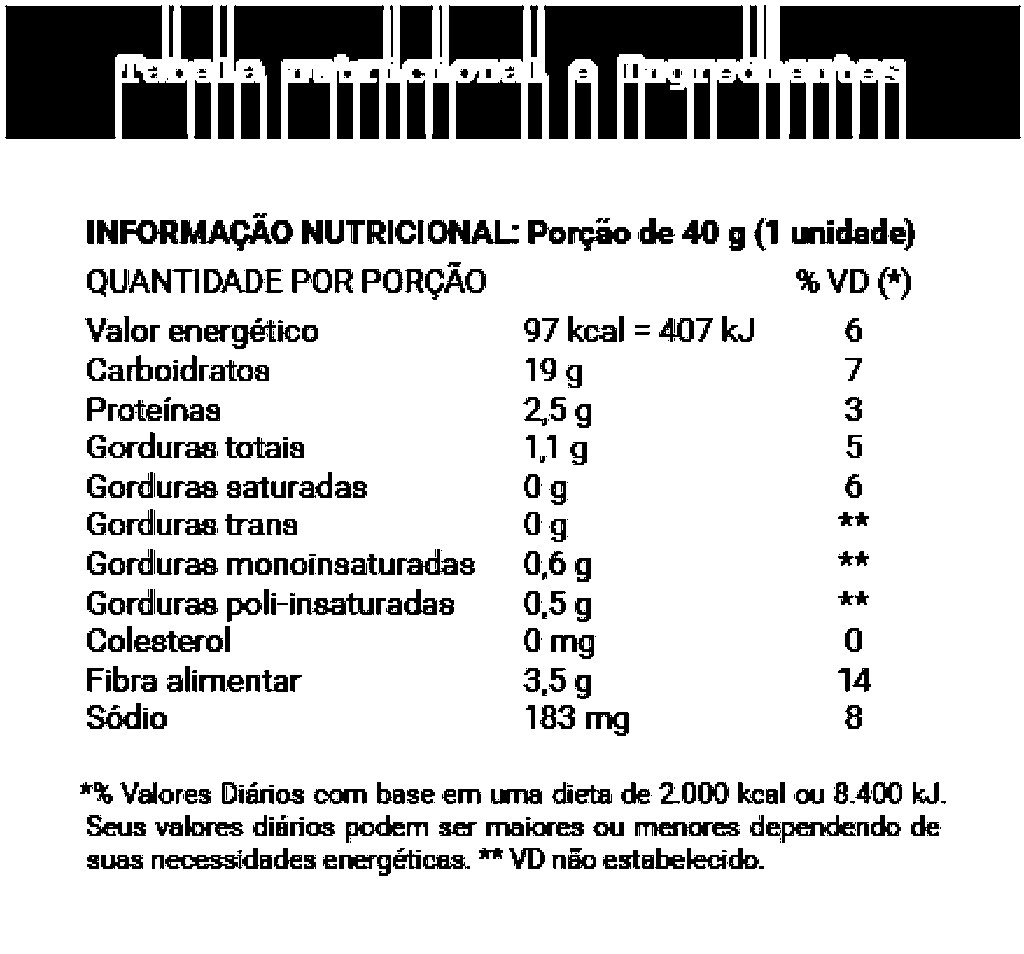 Tabela nutricional e Ingredientes
INFORMAÇÃO NUTRICIONAL: Porção de 40 g (1 unidade)
QUANTIDADE POR PORÇÃO % VD (*)
Valor energético 97 kcal = 407 kJ 6
Carboidratos 19 g 7
Proteínas 2,5 g 3
Gorduras totais 1,1 g 5
Gorduras saturadas 0 g 6
Gorduras trans 0 g **
Gorduras monoinsaturadas 0,6 g **
Gorduras poli-insaturadas 0,5 g **
Colesterol 0 mg 0
Fibra alimentar 3,5 g 14
Sódio 183 mg 8
*% Valores Diários com base em uma dieta de 2.000 kcal ou 8.400 kJ.
Seus valores diários podem ser maiores ou menores dependendo de
suas necessidades energéticas. ** VD não estabelecido.